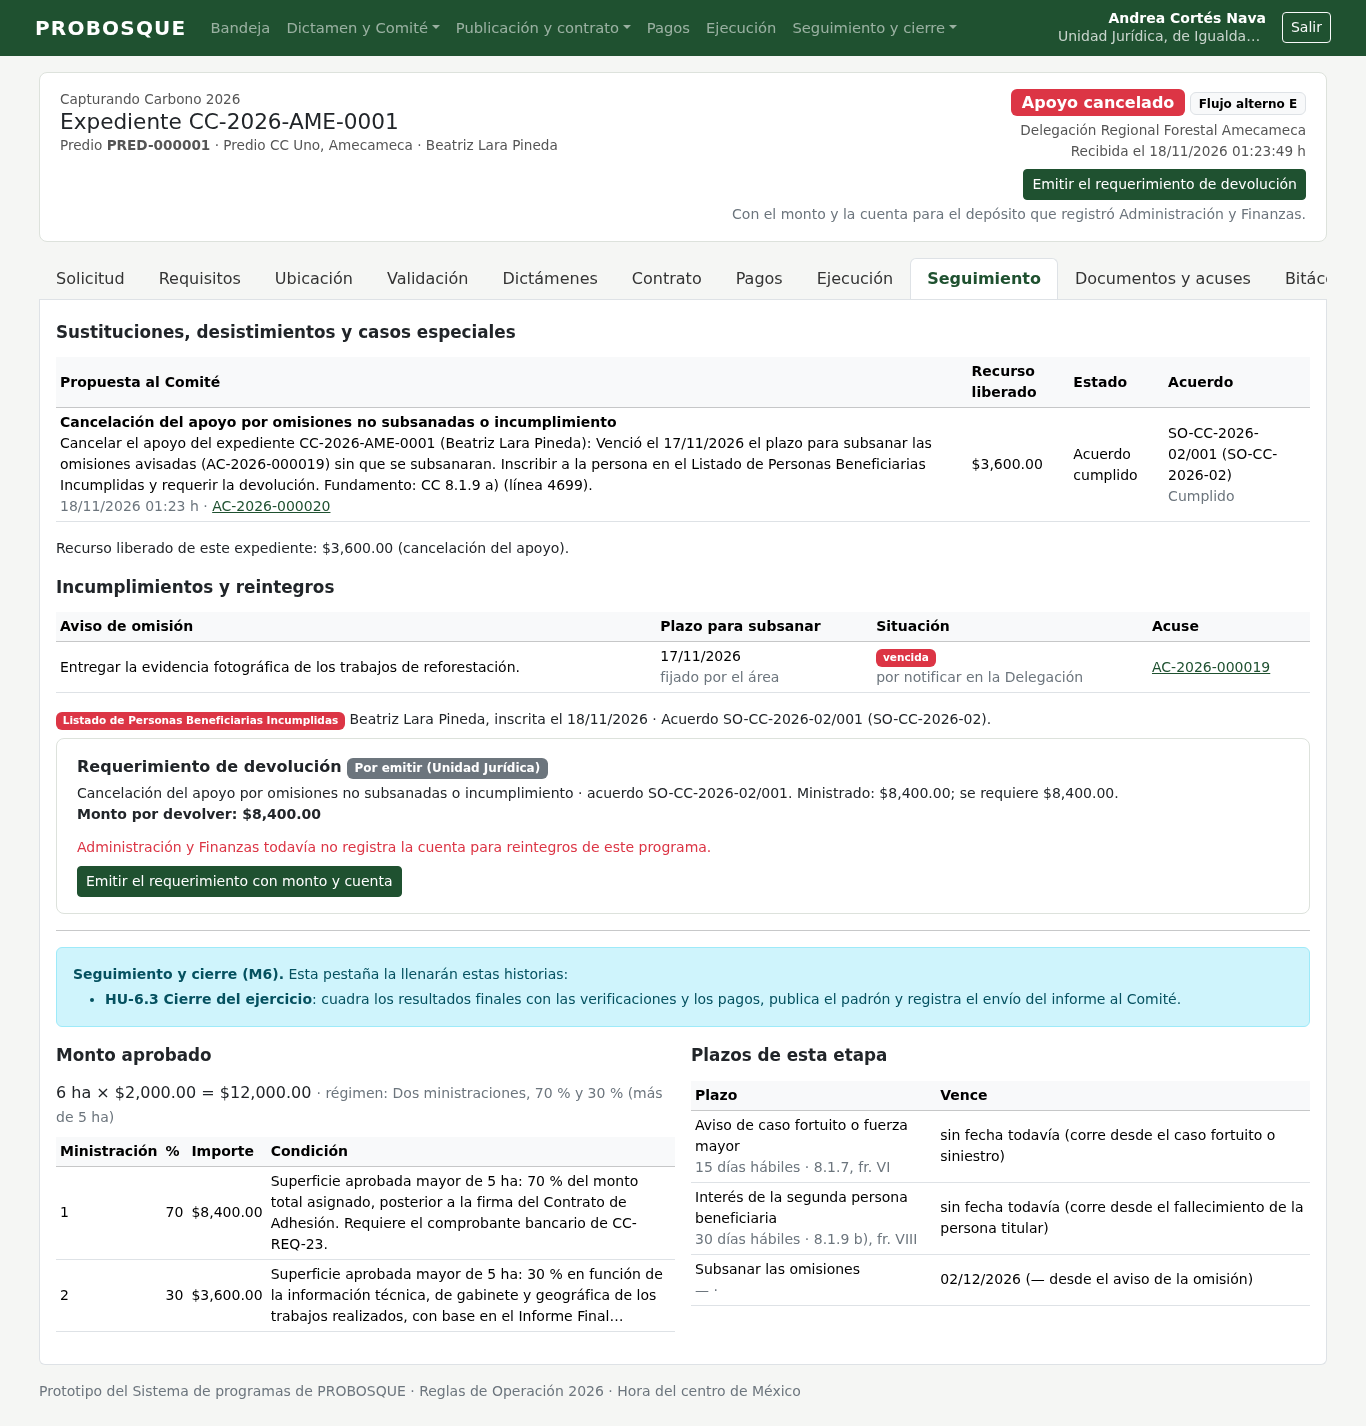 PROBOSQUE Bandeja Dictamen y Comité Publicación y contrato Pagos Ejecución Seguimiento y cierre
Andrea Cortés Nava
Unidad Jurídica, de Igualda…
Salir
Capturando Carbono 2026
Expediente CC-2026-AME-0001
Predio PRED-000001 · Predio CC Uno, Amecameca · Beatriz Lara Pineda
Apoyo cancelado Flujo alterno E
Delegación Regional Forestal Amecameca
Recibida el 18/11/2026 01:23:49 h
Emitir el requerimiento de devolución
Con el monto y la cuenta para el depósito que registró Administración y Finanzas.
Solicitud Requisitos Ubicación Validación Dictámenes Contrato Pagos Ejecución Seguimiento Documentos y acuses
Sustituciones, desistimientos y casos especiales
Propuesta al Comité
Recurso
liberado
Estado
Acuerdo
Cancelación del apoyo por omisiones no subsanadas o incumplimiento
Cancelar el apoyo del expediente CC-2026-AME-0001 (Beatriz Lara Pineda): Venció el 17/11/2026 el plazo para subsanar las
omisiones avisadas (AC-2026-000019) sin que se subsanaran. Inscribir a la persona en el Listado de Personas Beneficiarias
Incumplidas y requerir la devolución. Fundamento: CC 8.1.9 a) (línea 4699).
18/11/2026 01:23 h · AC-2026-000020
$3,600.00
Acuerdo
cumplido
SO-CC-2026-
02/001 (SO-CC-
2026-02)
Cumplido
Recurso liberado de este expediente: $3,600.00 (cancelación del apoyo).
Incumplimientos y reintegros
Aviso de omisión Plazo para subsanar Situación Acuse
Entregar la evidencia fotográfica de los trabajos de reforestación.
17/11/2026
fijado por el área
vencida
por notificar en la Delegación
AC-2026-000019
Listado de Personas Beneficiarias Incumplidas Beatriz Lara Pineda, inscrita el 18/11/2026 · Acuerdo SO-CC-2026-02/001 (SO-CC-2026-02).
Requerimiento de devolución Por emitir (Unidad Jurídica)
Cancelación del apoyo por omisiones no subsanadas o incumplimiento · acuerdo SO-CC-2026-02/001. Ministrado: $8,400.00; se requiere $8,400.00.
Monto por devolver: $8,400.00
Administración y Finanzas todavía no registra la cuenta para reintegros de este programa.
Emitir el requerimiento con monto y cuenta
Seguimiento y cierre (M6). Esta pestaña la llenarán estas historias:
• HU-6.3 Cierre del ejercicio: cuadra los resultados finales con las verificaciones y los pagos, publica el padrón y registra el envío del informe al Comité.
Monto aprobado
6 ha × $2,000.00 = $12,000.00 · régimen: Dos ministraciones, 70 % y 30 % (más
de 5 ha)
Ministración % Importe Condición
1 70 $8,400.00
Superficie aprobada mayor de 5 ha: 70 % del monto
total asignado, posterior a la firma del Contrato de
Adhesión. Requiere el comprobante bancario de CC-
REQ-23.
2 30 $3,600.00
Superficie aprobada mayor de 5 ha: 30 % en función de
la información técnica, de gabinete y geográfica de los
trabajos realizados, con base en el Informe Final…
Plazos de esta etapa
Plazo Vence
Aviso de caso fortuito o fuerza
mayor
15 días hábiles · 8.1.7, fr. VI
sin fecha todavía (corre desde el caso fortuito o
siniestro)
Interés de la segunda persona
beneficiaria
30 días hábiles · 8.1.9 b), fr. VIII
sin fecha todavía (corre desde el fallecimiento de la
persona titular)
Subsanar las omisiones
— ·
02/12/2026 (— desde el aviso de la omisión)
Prototipo del Sistema de programas de PROBOSQUE · Reglas de Operación 2026 · Hora del centro de México